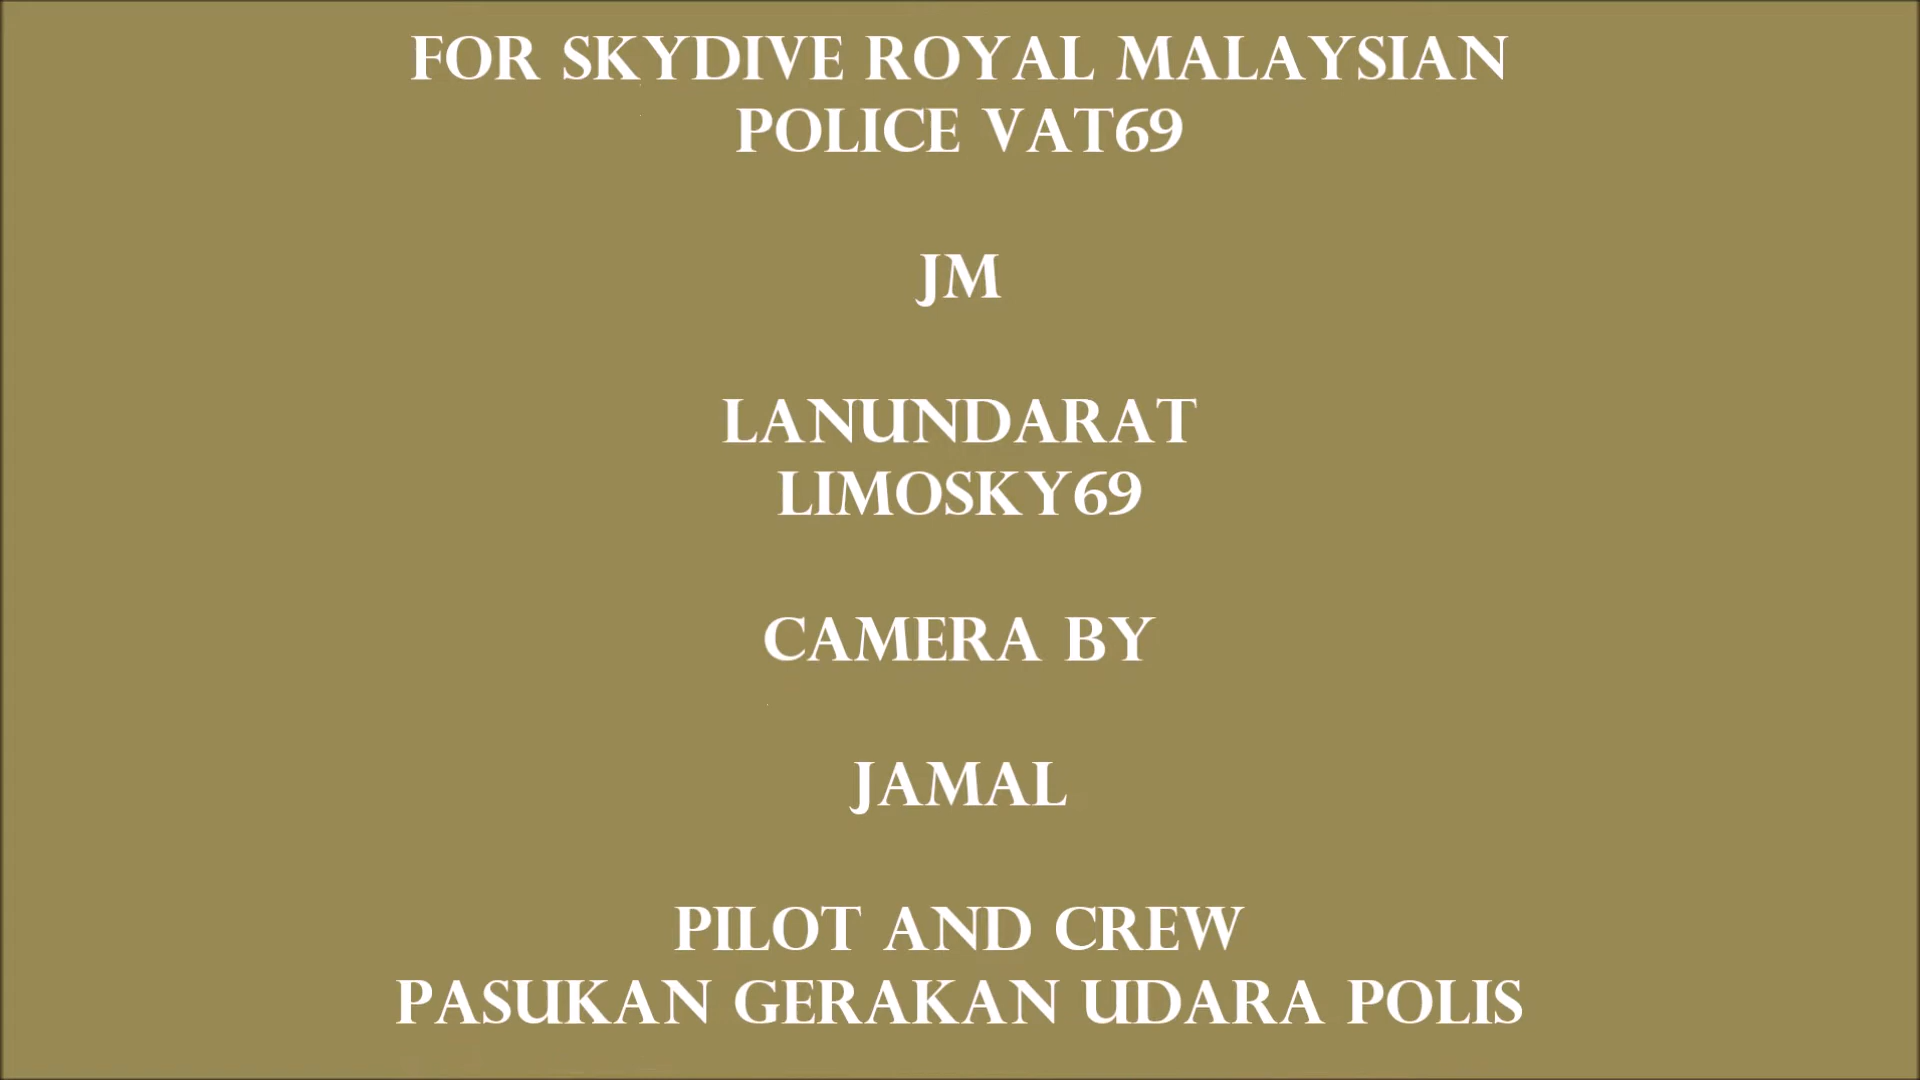 FOR SKYDIVE ROYAL MALAYSIAN
POLICE VAT69
JM
LANUNDARAT
LIMOSKY69
CAMERA BY
JAMAL
PILOT AND CREW
PASUKAN GERAKAN UDARA POLIS